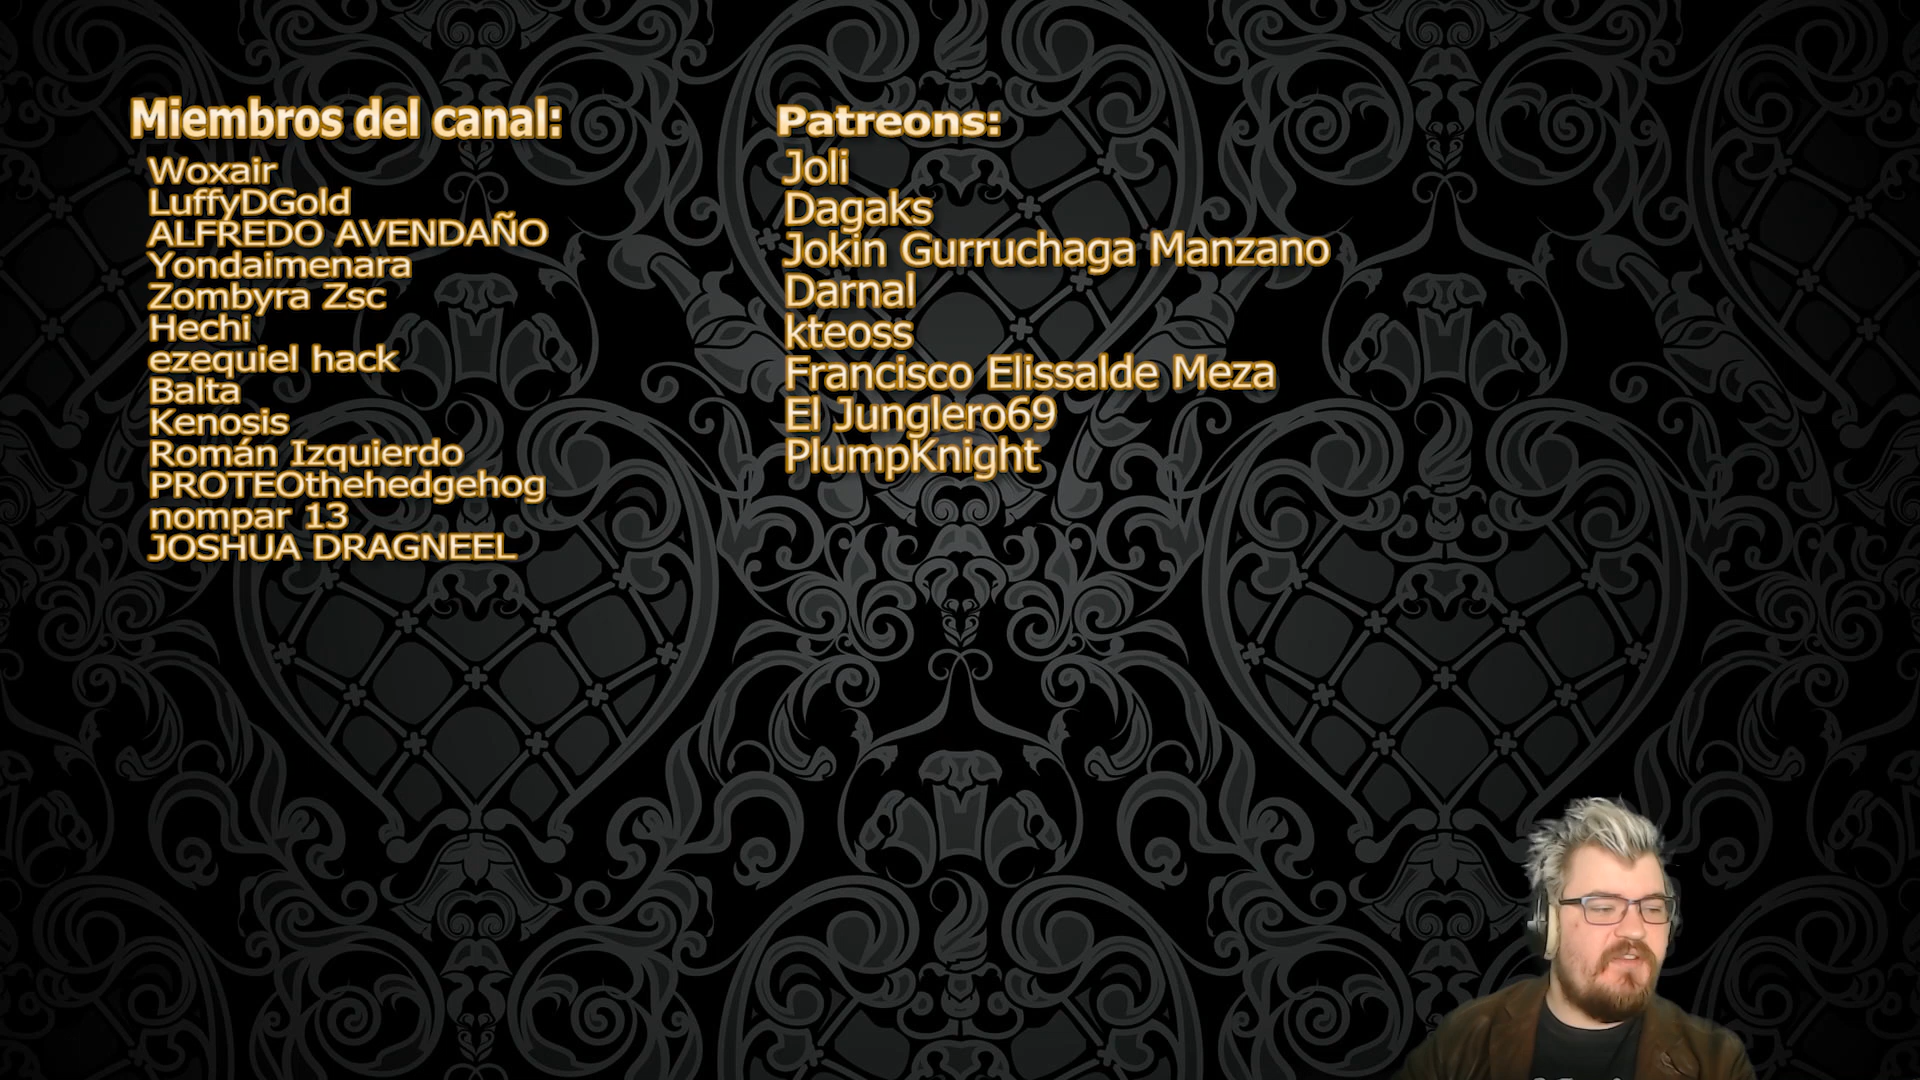 Miembros del canal:
Woxair
LuffyDGold
ALFREDO AVENDAÑO
Yondaimenara
Zombyra Zsc
Hechi
ezequiel hack
Balta
Kenosis
Román Izquierdo
PROTEOthehedgehog
nompar 13
JOSHUA DRAGNEEL
Patreons:
Joli
Dagaks
Jokin Gurruchaga Manzano
Darnal
kteoss
Francisco Elissalde Meza
El Junglero69
PlumpKnight